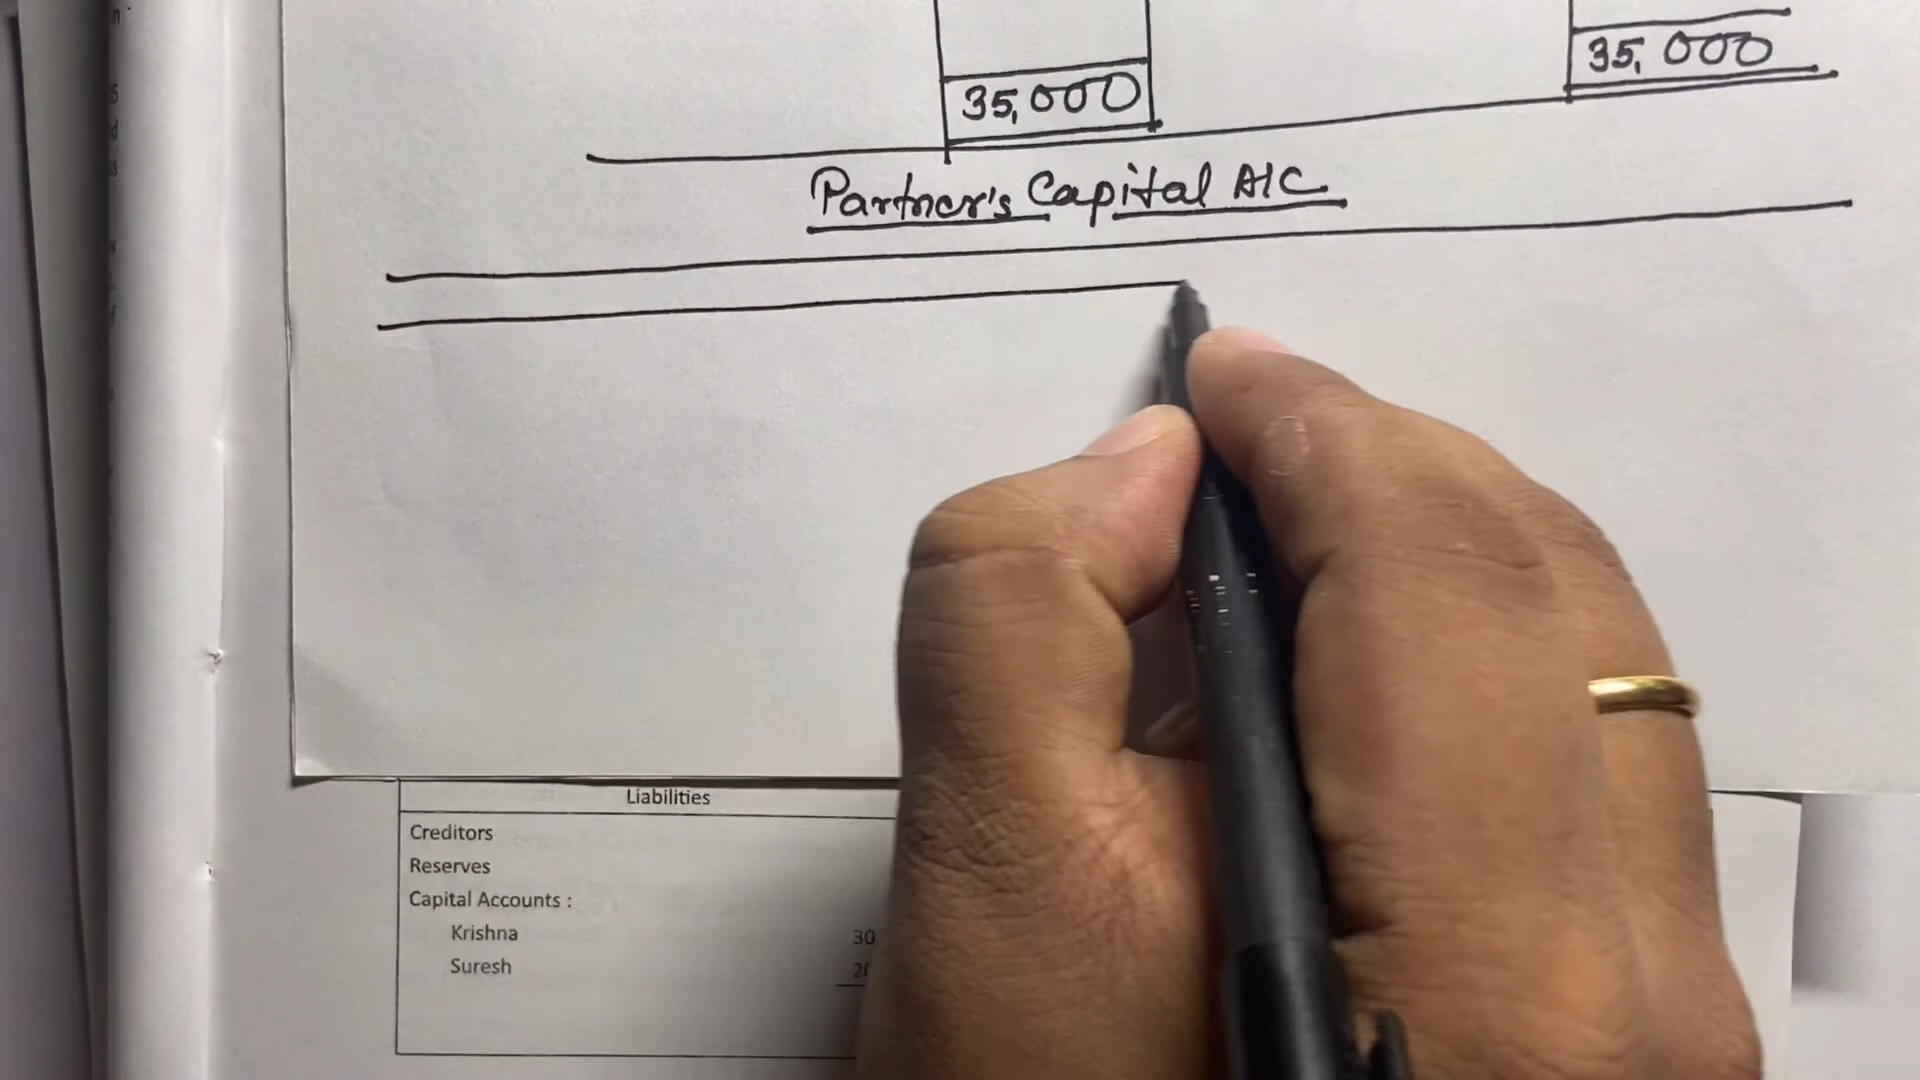 35,000
35,000
Partner's Capital A/C
Liabilities
Creditors
Reserves
Capital Accounts :
Krishna 30
Suresh